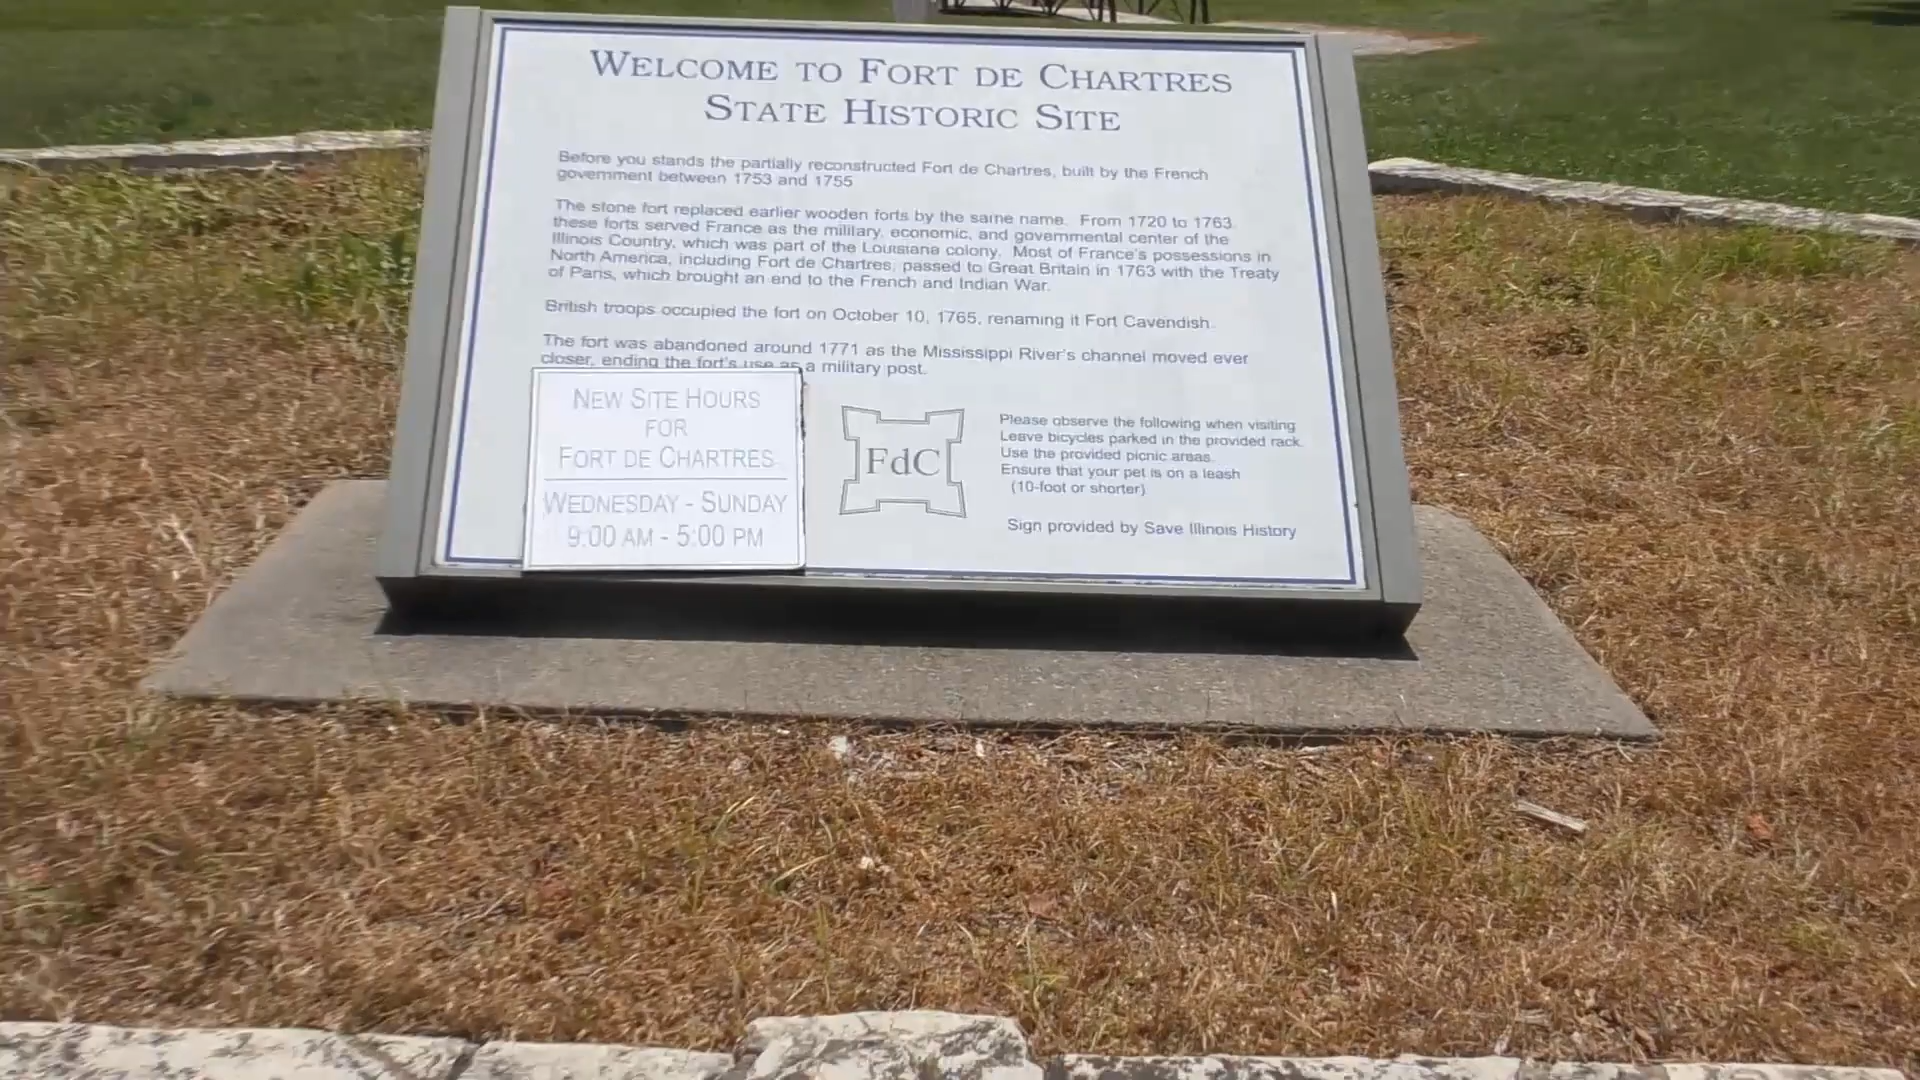 WELCOME TO FORT DE CHARTRES
STATE HISTORIC SITE
Before you stands the partially reconstructed Fort de Chartres, built by the French
government between 1753 and 1755
The stone fort replaced earlier wooden forts by the same name. From 1720 to 1763
these forts served France as the military, economic, and governmental center of the
Illinois Country, which was part of the Louisiana colony. Most of France's possessions in
North America, including Fort de Chartres, passed to Great Britain in 1763 with the Treaty
of Paris, which brought an end to the French and Indian War.
British troops occupied the fort on October 10, 1765, renaming it Fort Cavendish.
The fort was abandoned around 1771 as the Mississippi River's channel moved ever
closer, ending the fort's use as a military post.
NEW SITE HOURS
FOR
FORT DE CHARTRES
WEDNESDAY - SUNDAY
9:00 AM - 5:00 PM
FdC
Please observe the following when visiting
Leave bicycles parked in the provided rack.
Use the provided picnic areas.
Ensure that your pet is on a leash
(10-foot or shorter)
Sign provided by Save Illinois History